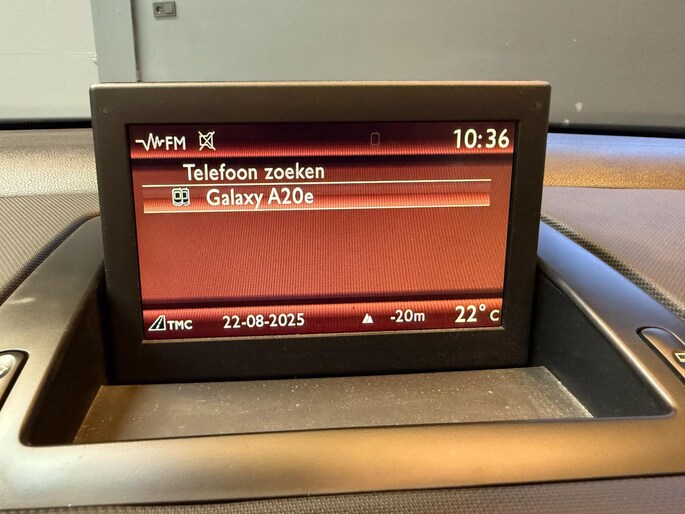 FM 10:36
Telefoon zoeken
Galaxy A20e
TMC 22-08-2025 -20m 22° C